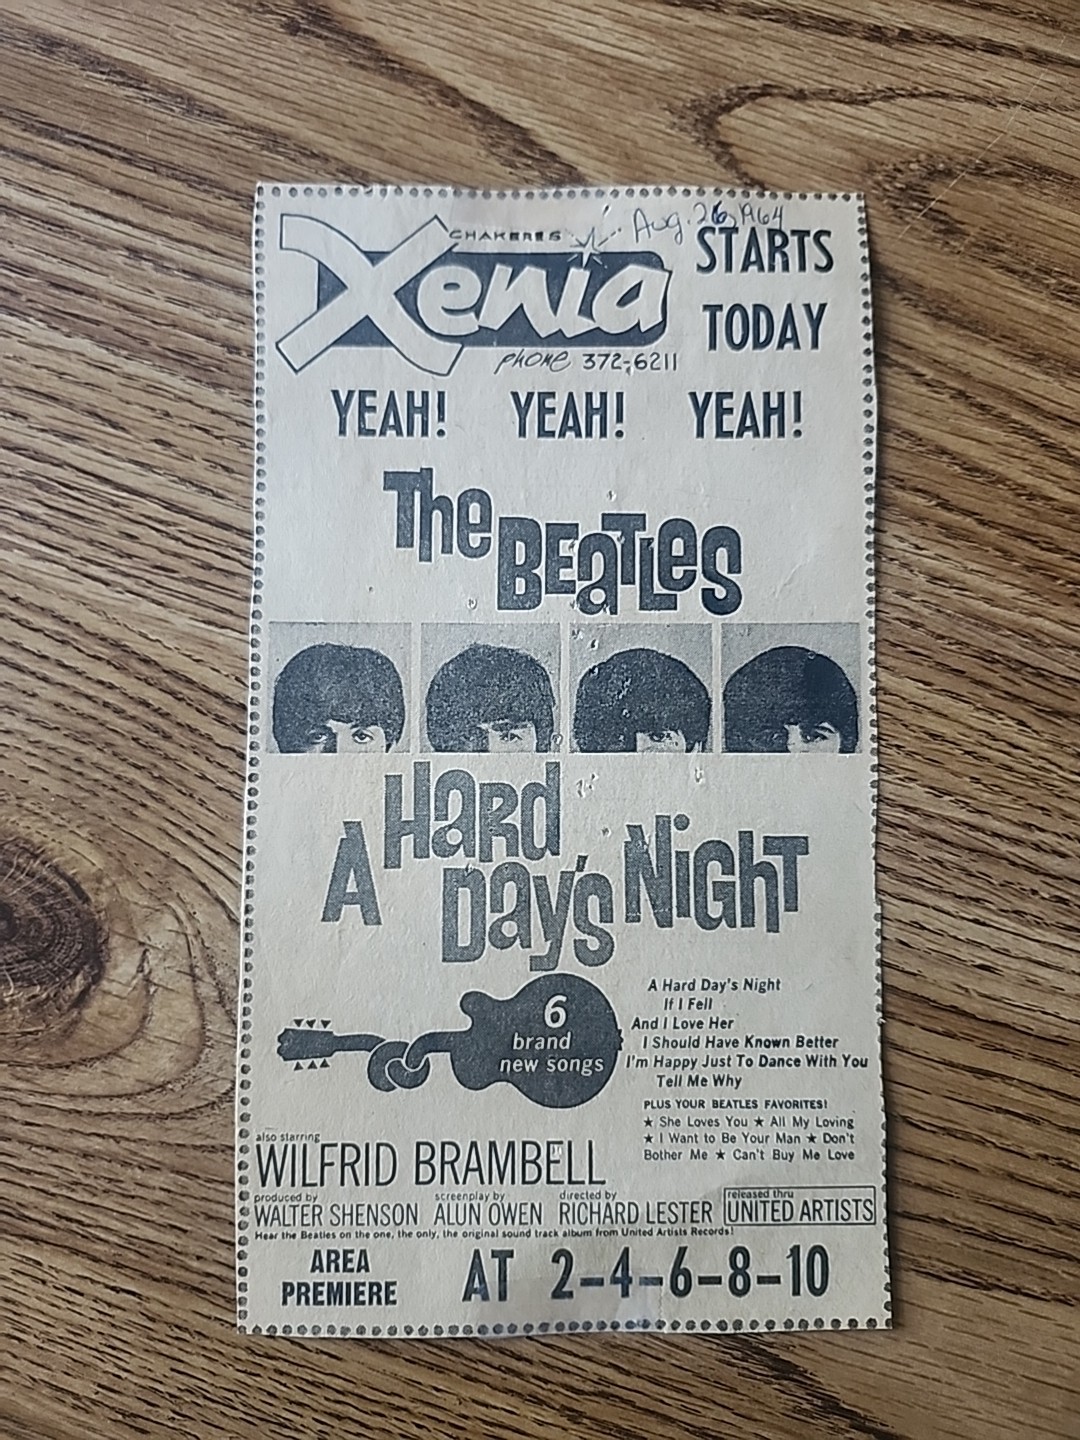 Aug. 26, 1964
CHAKERES
Xenia
phone 372-6211
STARTS
TODAY
YEAH! YEAH! YEAH!
The BEATLES
A HARD
DAY'S NIGHT
6
brand
new songs
A Hard Day's Night
If I Fell
And I Love Her
I Should Have Known Better
I'm Happy Just To Dance With You
Tell Me Why
PLUS YOUR BEATLES FAVORITES!
★ She Loves You ★ All My Loving
★ I Want to Be Your Man ★ Don't
Bother Me ★ Can't Buy Me Love
also starring
WILFRID BRAMBELL
produced by
WALTER SHENSON
screenplay by
ALUN OWEN
directed by
RICHARD LESTER
released thru
UNITED ARTISTS
Hear the Beatles on the one, the only, the original sound track album from United Artists Records!
AREA
PREMIERE
AT 2-4-6-8-10